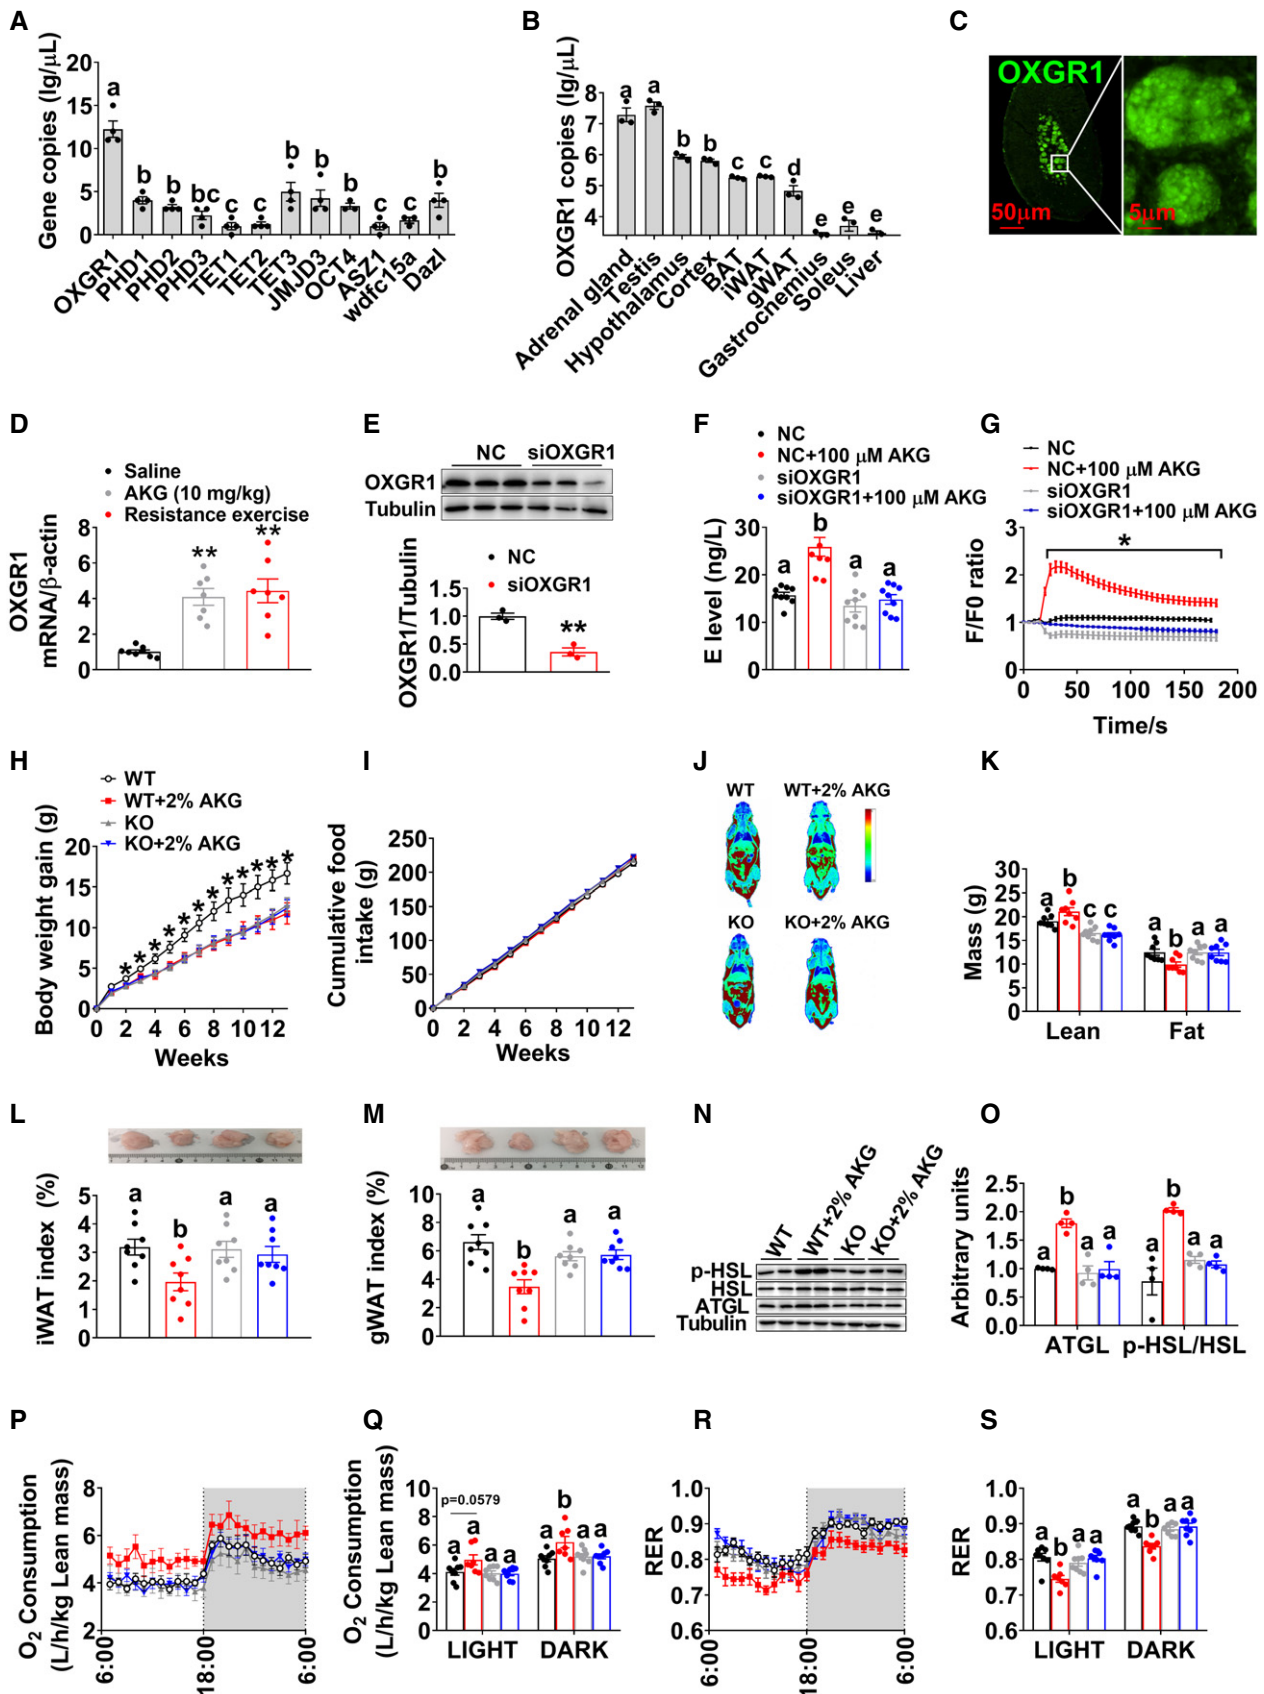 A
Gene copies (lg/μL)
20
15
10
5
0
a
b
b
bc
c
c
b
b
b
c
c
b
OXGR1
PHD1
PHD2
PHD3
TET1
TET2
TET3
JMJD3
OCT4
ASZ1
wdfc15a
Dazl
B
OXGR1 copies (lg/μL)
8
6
4
a
a
b
b
c
c
d
e
e
e
Adrenal gland
Testis
Hypothalamus
Cortex
BAT
iWAT
gWAT
Gastrocnemius
Soleus
Liver
C
OXGR1
50μm
5μm
D
Saline
AKG (10 mg/kg)
Resistance exercise
OXGR1
mRNA/β-actin
8
6
4
2
0
**
**
E
NC
siOXGR1
OXGR1
Tubulin
NC
siOXGR1
OXGR1/Tubulin
1.5
1.0
0.5
0.0
**
F
NC
NC+100 μM AKG
siOXGR1
siOXGR1+100 μM AKG
E level (ng/L)
30
20
10
0
a
b
a
a
G
NC
NC+100 μM AKG
siOXGR1
siOXGR1+100 μM AKG
F/F0 ratio
3
2
1
0
*
0
50
100
150
200
Time/s
H
WT
WT+2% AKG
KO
KO+2% AKG
Body weight gain (g)
20
15
10
5
0
* * * * * * * * * * * *
0 2 4 6 8 10 12
Weeks
I
Cumulative food
intake (g)
250
200
150
100
50
0
0 2 4 6 8 10 12
Weeks
J
WT
WT+2% AKG
KO
KO+2% AKG
K
Mass (g)
30
25
20
15
10
5
0
a
b
c
c
a
b
a
a
Lean
Fat
L
iWAT index (%)
5
4
3
2
1
0
a
b
a
a
M
gWAT index (%)
10
8
6
4
2
0
a
b
a
a
N
WT
WT+2% AKG
KO
KO+2% AKG
p-HSL
HSL
ATGL
Tubulin
O
Arbitrary units
2.5
2.0
1.5
1.0
0.5
0.0
a
b
a
a
a
b
a
a
ATGL
p-HSL/HSL
P
O2 Consumption
(L/h/kg Lean mass)
8
6
4
2
6:00
18:00
6:00
Q
O2 Consumption
(L/h/kg Lean mass)
10
8
6
4
2
0
p=0.0579
a
a
a
a
a
b
a
a
LIGHT
DARK
R
RER
1.0
0.9
0.8
0.7
0.6
6:00
18:00
6:00
S
RER
1.0
0.9
0.8
0.7
0.6
a
b
a
a
a
b
a
a
LIGHT
DARK